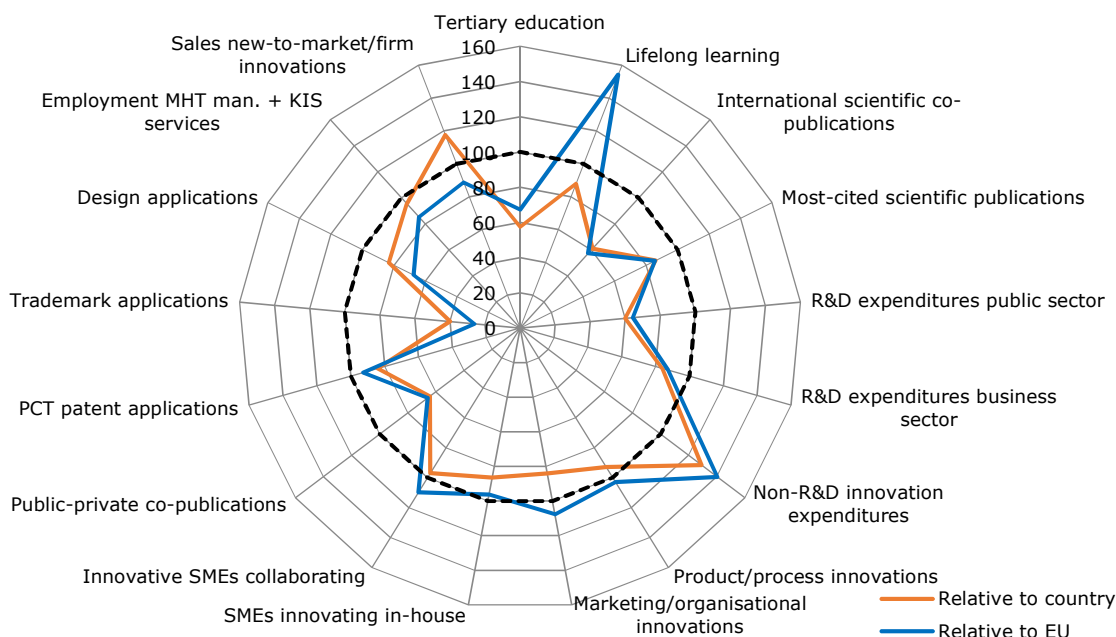 Tertiary education
Lifelong learning
International scientific co-
publications
Most-cited scientific publications
R&D expenditures public sector
R&D expenditures business
sector
Non-R&D innovation
expenditures
Product/process innovations
Marketing/organisational
innovations
SMEs innovating in-house
Innovative SMEs collaborating
Public-private co-publications
PCT patent applications
Trademark applications
Design applications
Employment MHT man. + KIS
services
Sales new-to-market/firm
innovations
160
140
120
100
80
60
40
20
0
Relative to country
Relative to EU